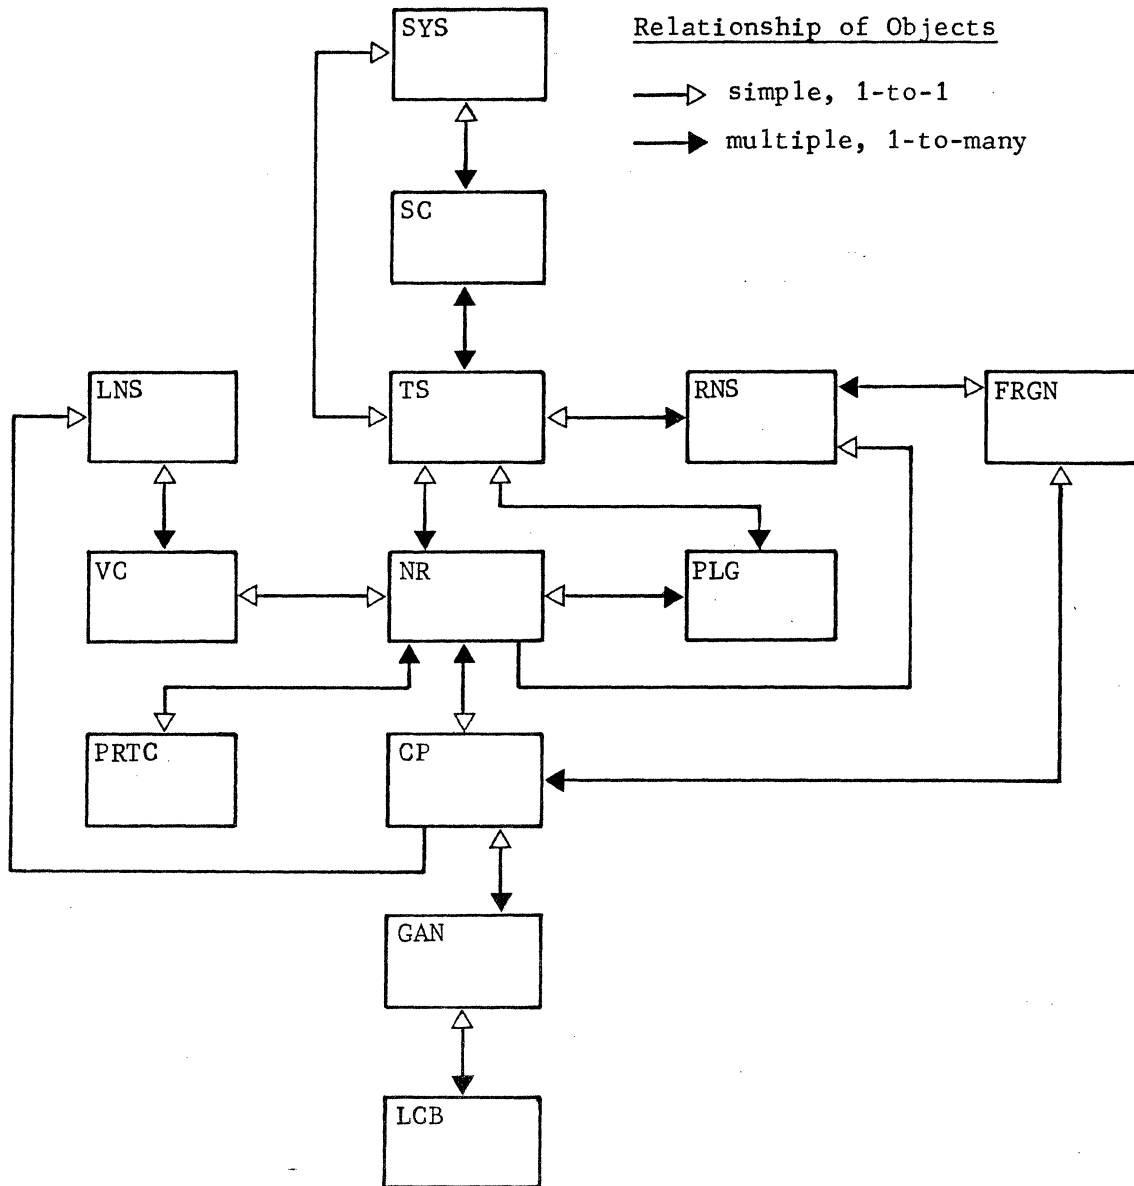 SYS
Relationship of Objects
simple, 1-to-1
multiple, 1-to-many
SC
LNS
TS
RNS
FRGN
VC
NR
PLG
PRTC
CP
GAN
LCB